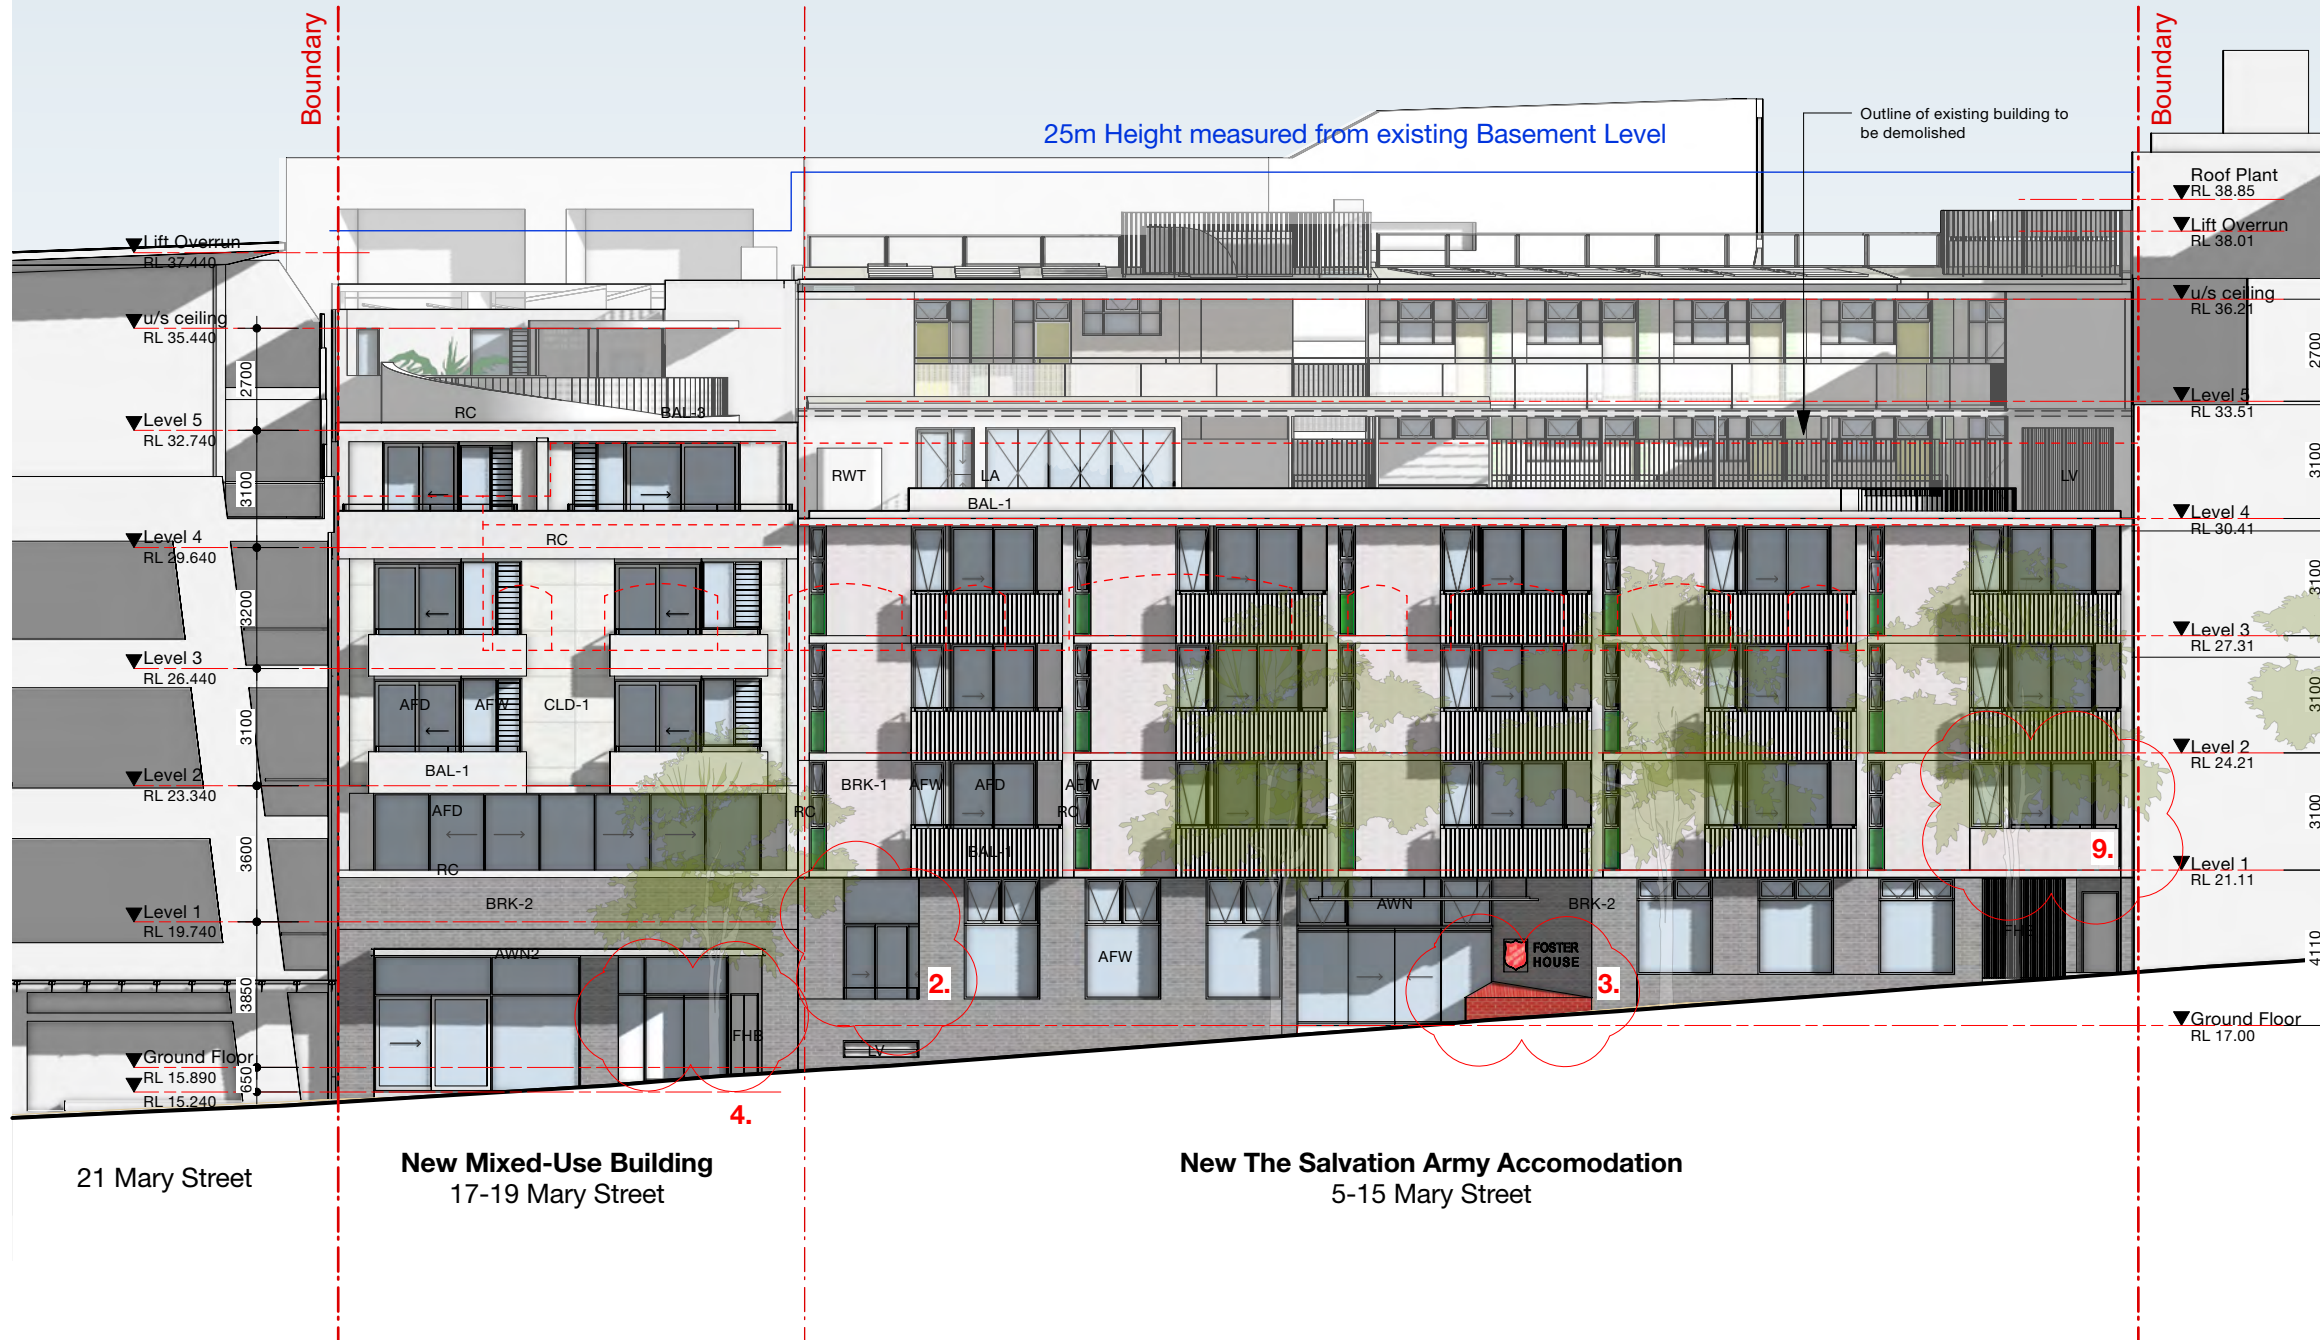 Boundary
Boundary
25m Height measured from existing Basement Level
Outline of existing building to
be demolished
Lift Overrun
RL 37.440
u/s ceiling
RL 35.440
2700
Level 5
RL 32.740
3100
Level 4
RL 29.640
3200
Level 3
RL 26.440
3100
Level 2
RL 23.340
3600
Level 1
RL 19.740
3850
Ground Floor
RL 15.890
650
RL 15.240
Roof Plant
RL 38.85
Lift Overrun
RL 38.01
u/s ceiling
RL 36.21
2700
Level 5
RL 33.51
3100
Level 4
RL 30.41
3100
Level 3
RL 27.31
3100
Level 2
RL 24.21
3100
Level 1
RL 21.11
4110
Ground Floor
RL 17.00
RC
BAL-3
RC
AFD
AFW
CLD-1
BAL-1
AFD
RC
BRK-2
AWN2
FHB
4.
RWT
LA
LV
BAL-1
RC
BRK-1
AFW
AFD
AFW
RC
BAL-1
2.
AFW
LV
AWN
BRK-2
FOSTER
HOUSE
3.
9.
FHB
21 Mary Street
New Mixed-Use Building
17-19 Mary Street
New The Salvation Army Accomodation
5-15 Mary Street